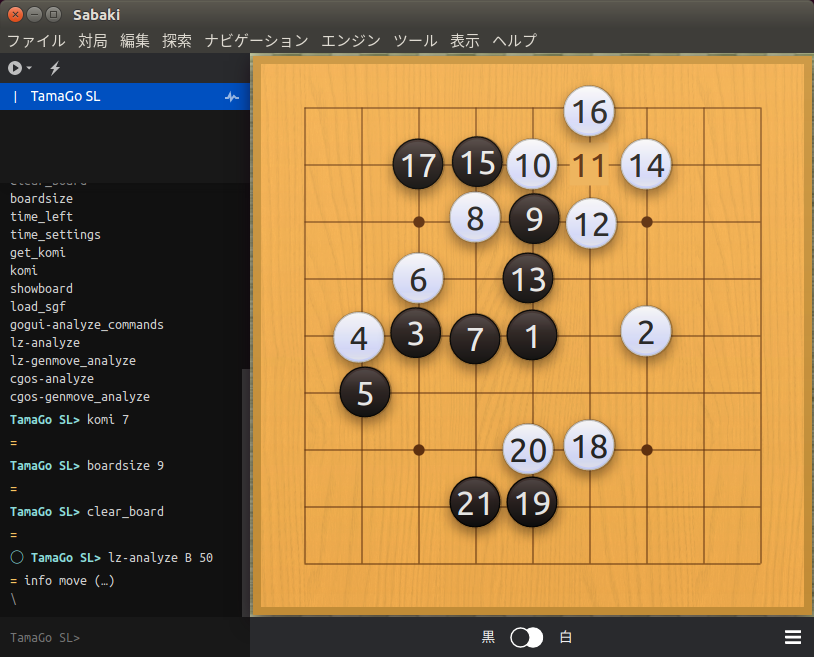 Sabaki
ファイル 対局 編集 探索 ナビゲーション エンジン ツール 表示 ヘルプ
TamaGo SL
clear_board
boardsize
time_left
time_settings
get_komi
komi
showboard
load_sgf
gogui-analyze_commands
lz-analyze
lz-genmove_analyze
cgos-analyze
cgos-genmove_analyze
TamaGo SL> komi 7
=
TamaGo SL> boardsize 9
=
TamaGo SL> clear_board
=
TamaGo SL> lz-analyze B 50
= info move (…)
\
TamaGo SL>
16
17 15 10 11 14
8 9 12
6 13
4 3 7 1 2
5
20 18
21 19
黒 白